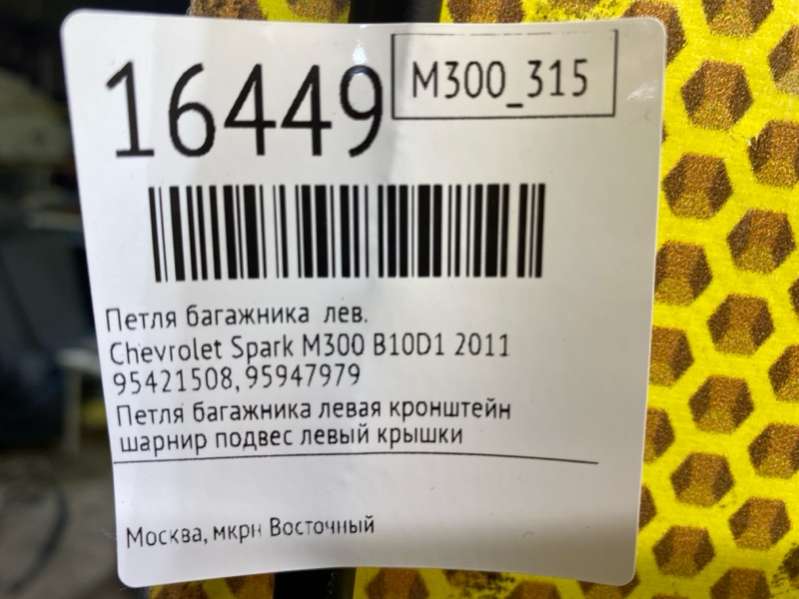 16449
M300_315
Петля багажника лев.
Chevrolet Spark M300 B10D1 2011
95421508, 95947979
Петля багажника левая кронштейн
шарнир подвес левый крышки
Москва, мкрн Восточный